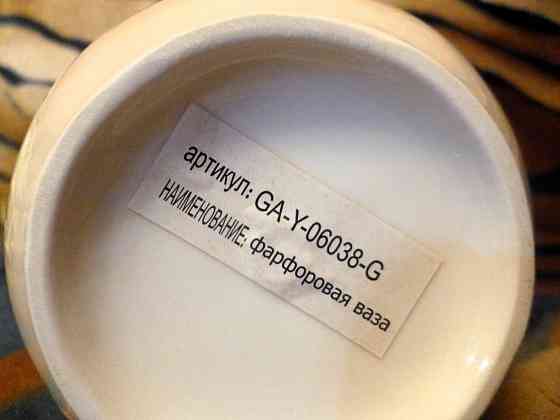 артикул: GA-Y-06038-G
НАИМЕНОВАНИЕ: фарфоровая ваза